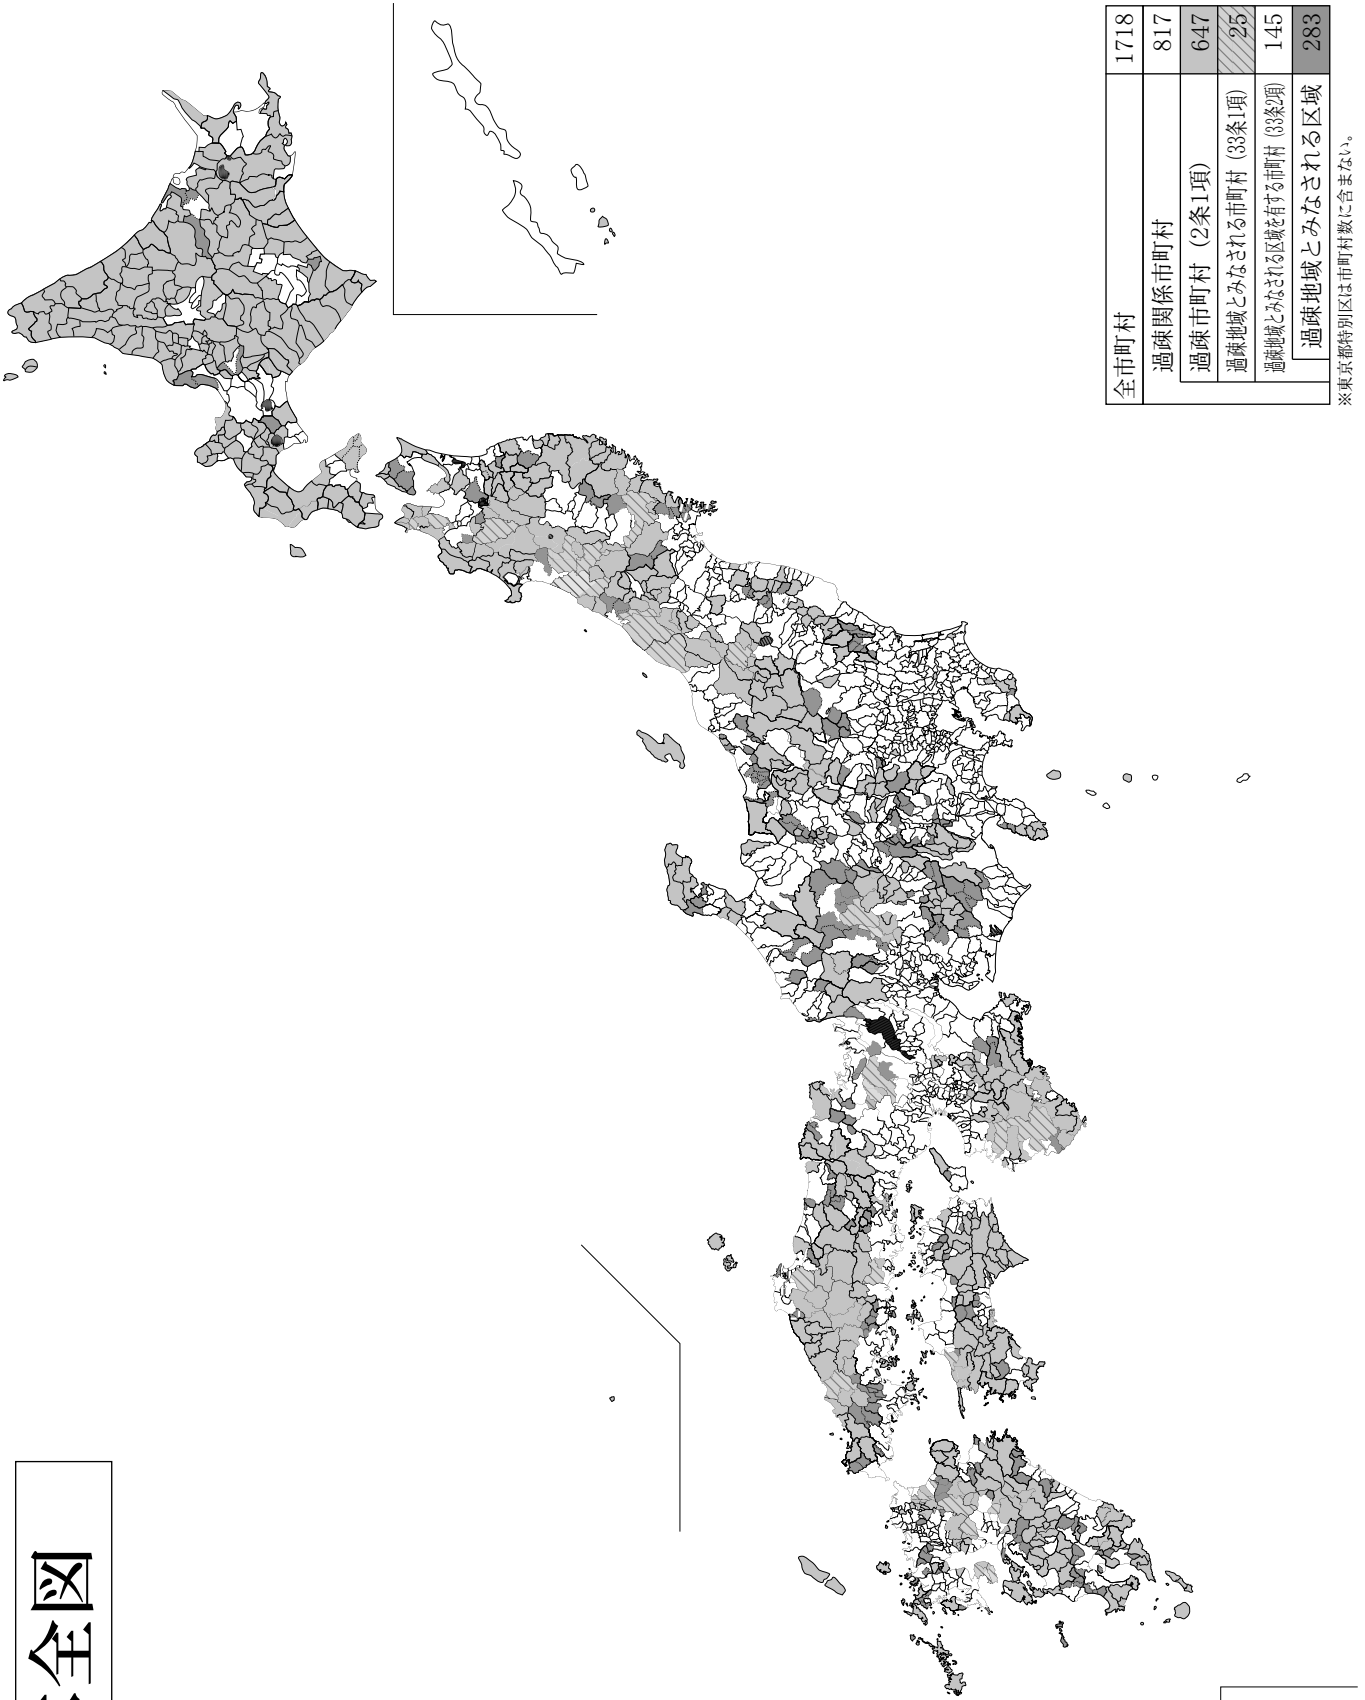 全図
全市町村 1718
過疎関係市町村 817
過疎市町村（2条1項） 647
過疎地域とみなされる市町村（33条1項） 25
過疎地域とみなされる区域を有する市町村（33条2項） 145
過疎地域とみなされる区域 283
※東京都特別区は市町村数に含まない。